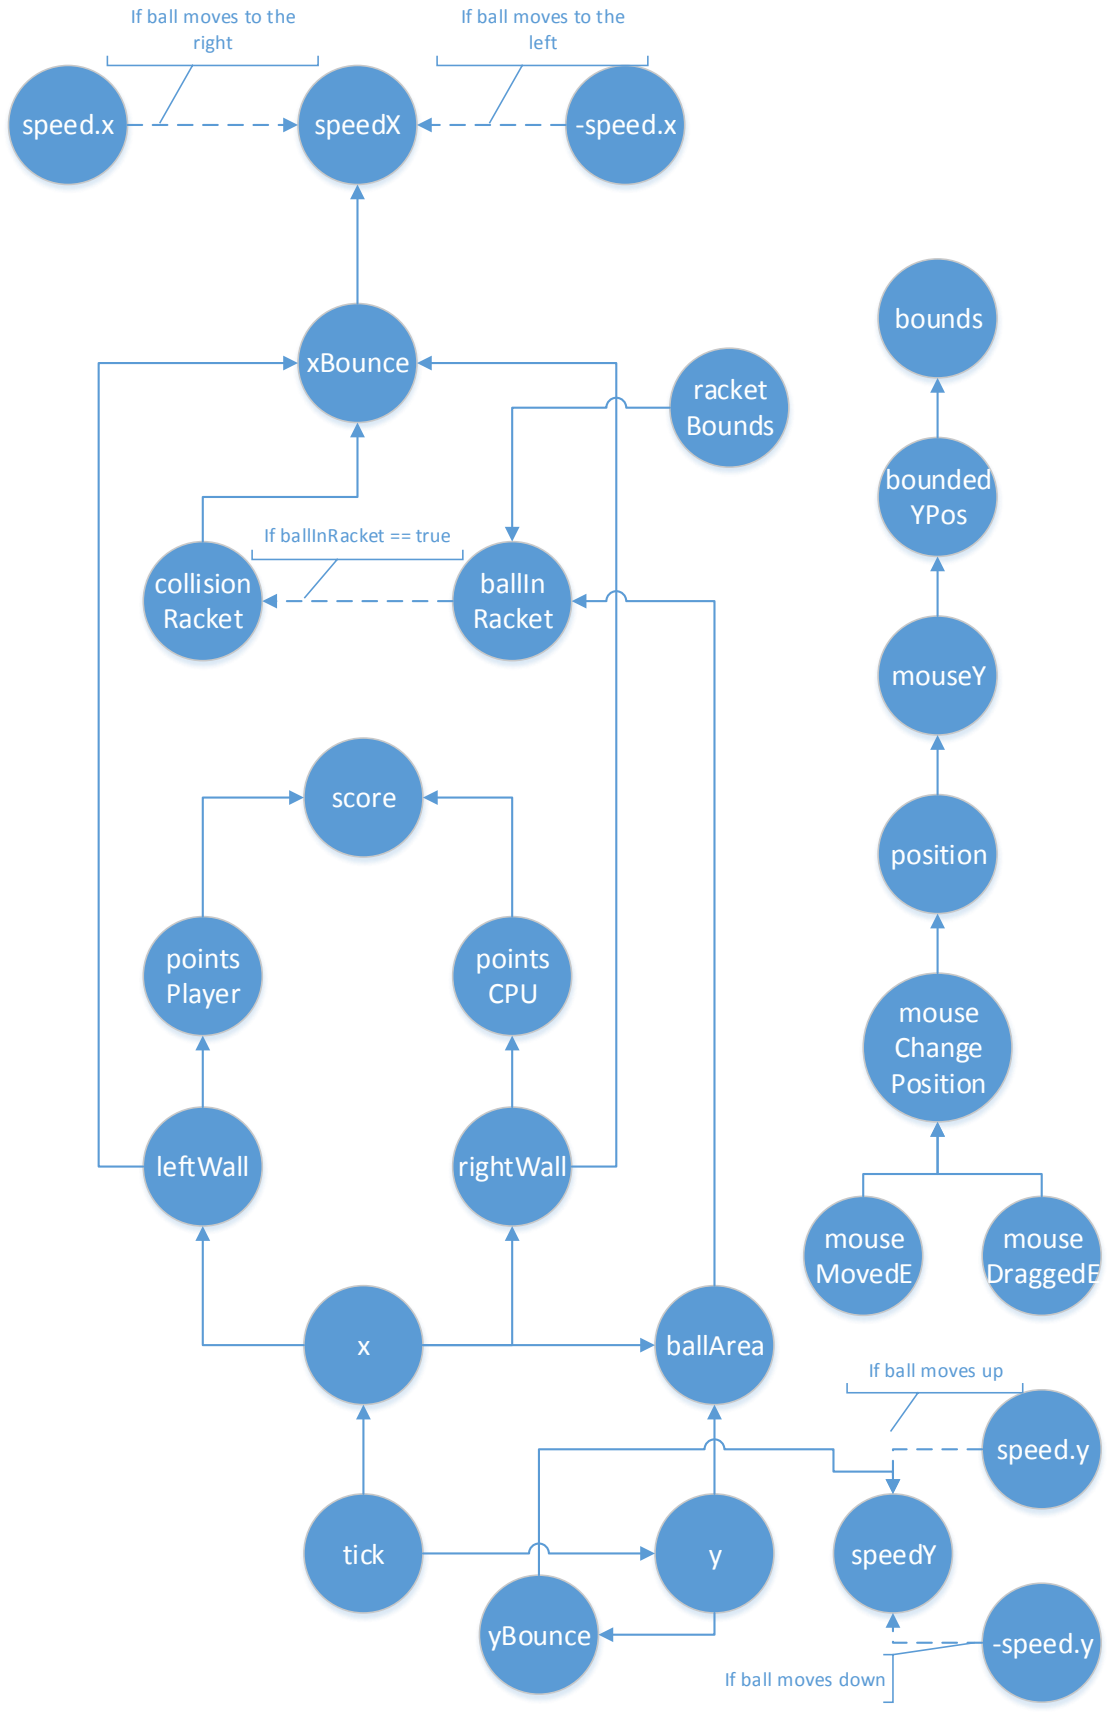 If ball moves to the
right
If ball moves to the
left
speed.x
speedX
-speed.x
bounds
xBounce
racket
Bounds
bounded
YPos
If ballInRacket == true
collision
Racket
ballIn
Racket
mouseY
score
position
points
Player
points
CPU
mouse
Change
Position
leftWall
rightWall
mouse
MovedE
mouse
DraggedE
x
ballArea
If ball moves up
speed.y
tick
y
speedY
yBounce
-speed.y
If ball moves down